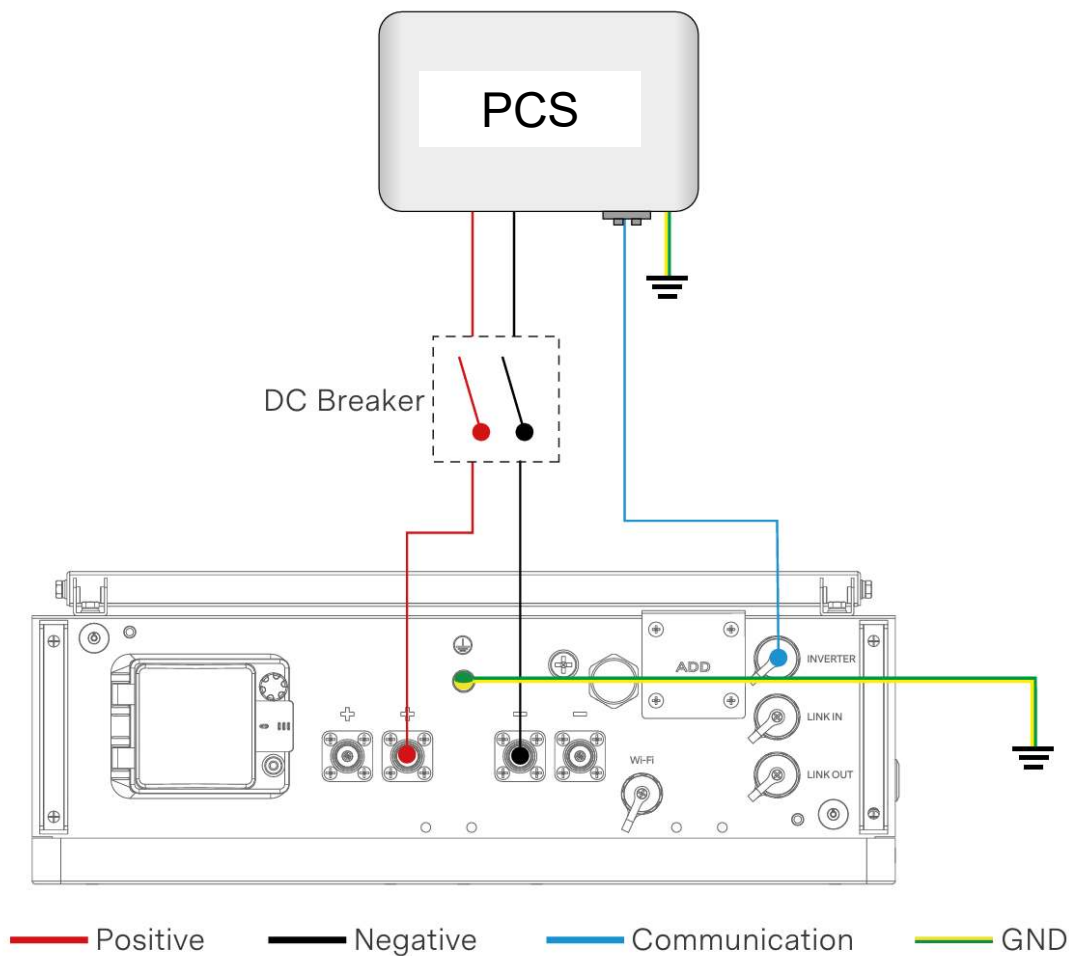 PCS
DC Breaker
ADD
INVERTER
LINK IN
+ + - -
Wi-Fi
LINK OUT
Positive Negative Communication GND